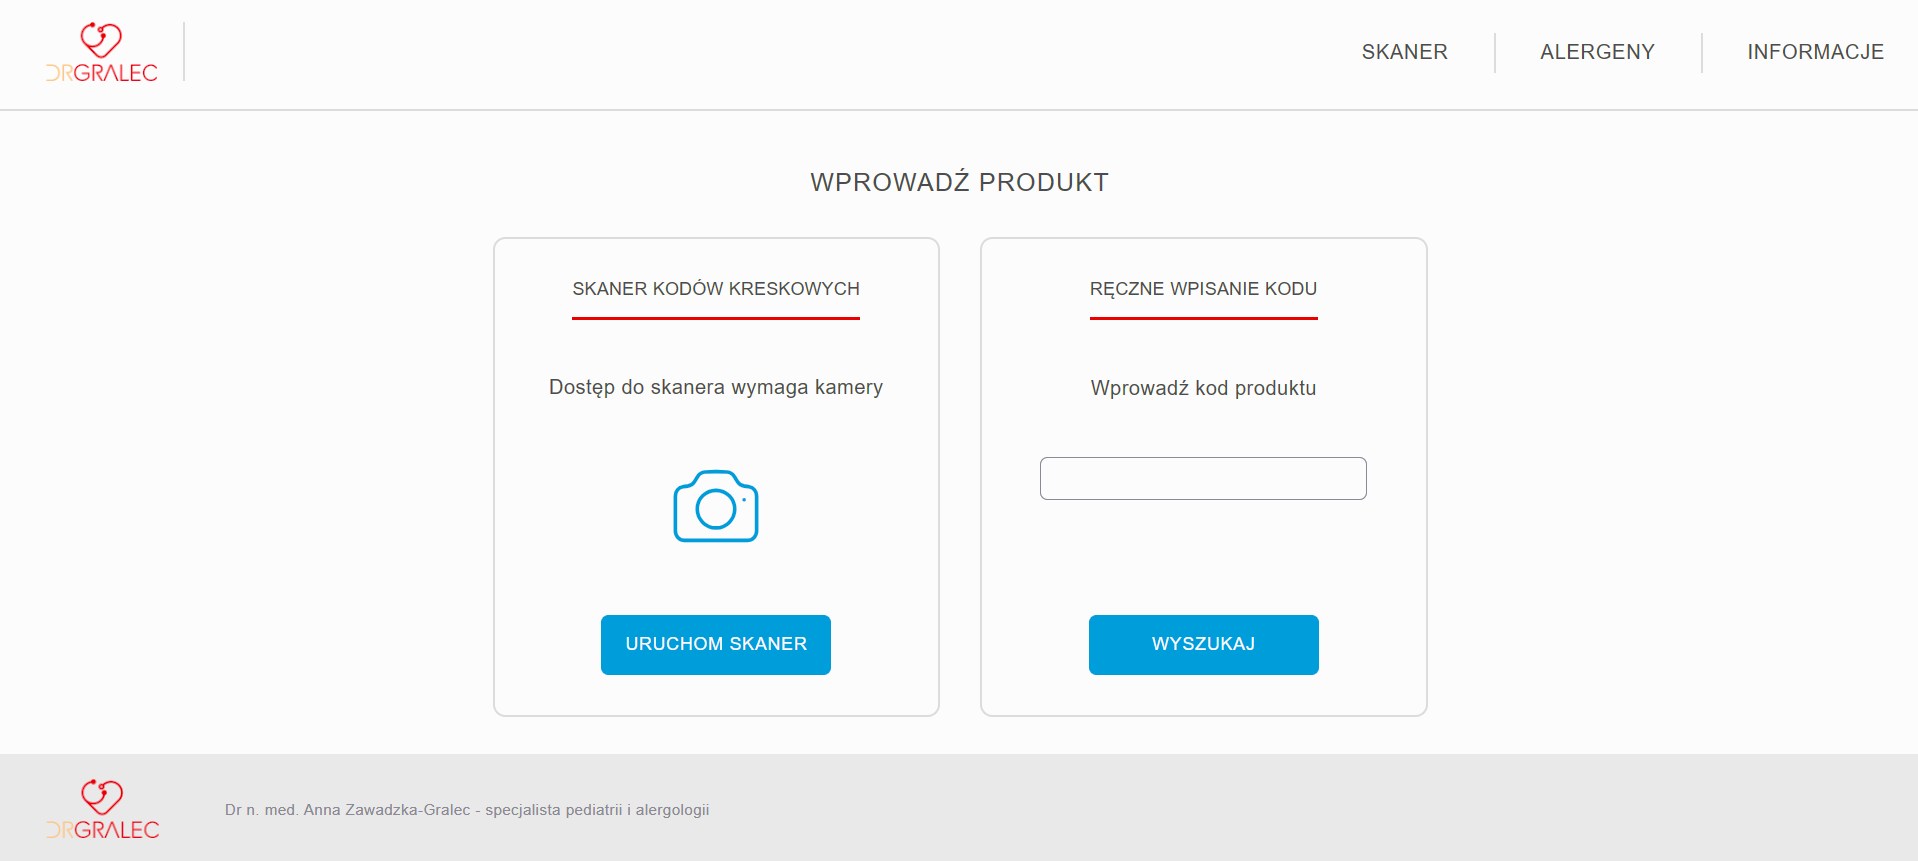 DRGRALEC
SKANER
ALERGENY
INFORMACJE
WPROWADŹ PRODUKT
SKANER KODÓW KRESKOWYCH
Dostęp do skanera wymaga kamery
URUCHOM SKANER
RĘCZNE WPISANIE KODU
Wprowadź kod produktu
WYSZUKAJ
DRGRALEC
Dr n. med. Anna Zawadzka-Gralec - specjalista pediatrii i alergologii